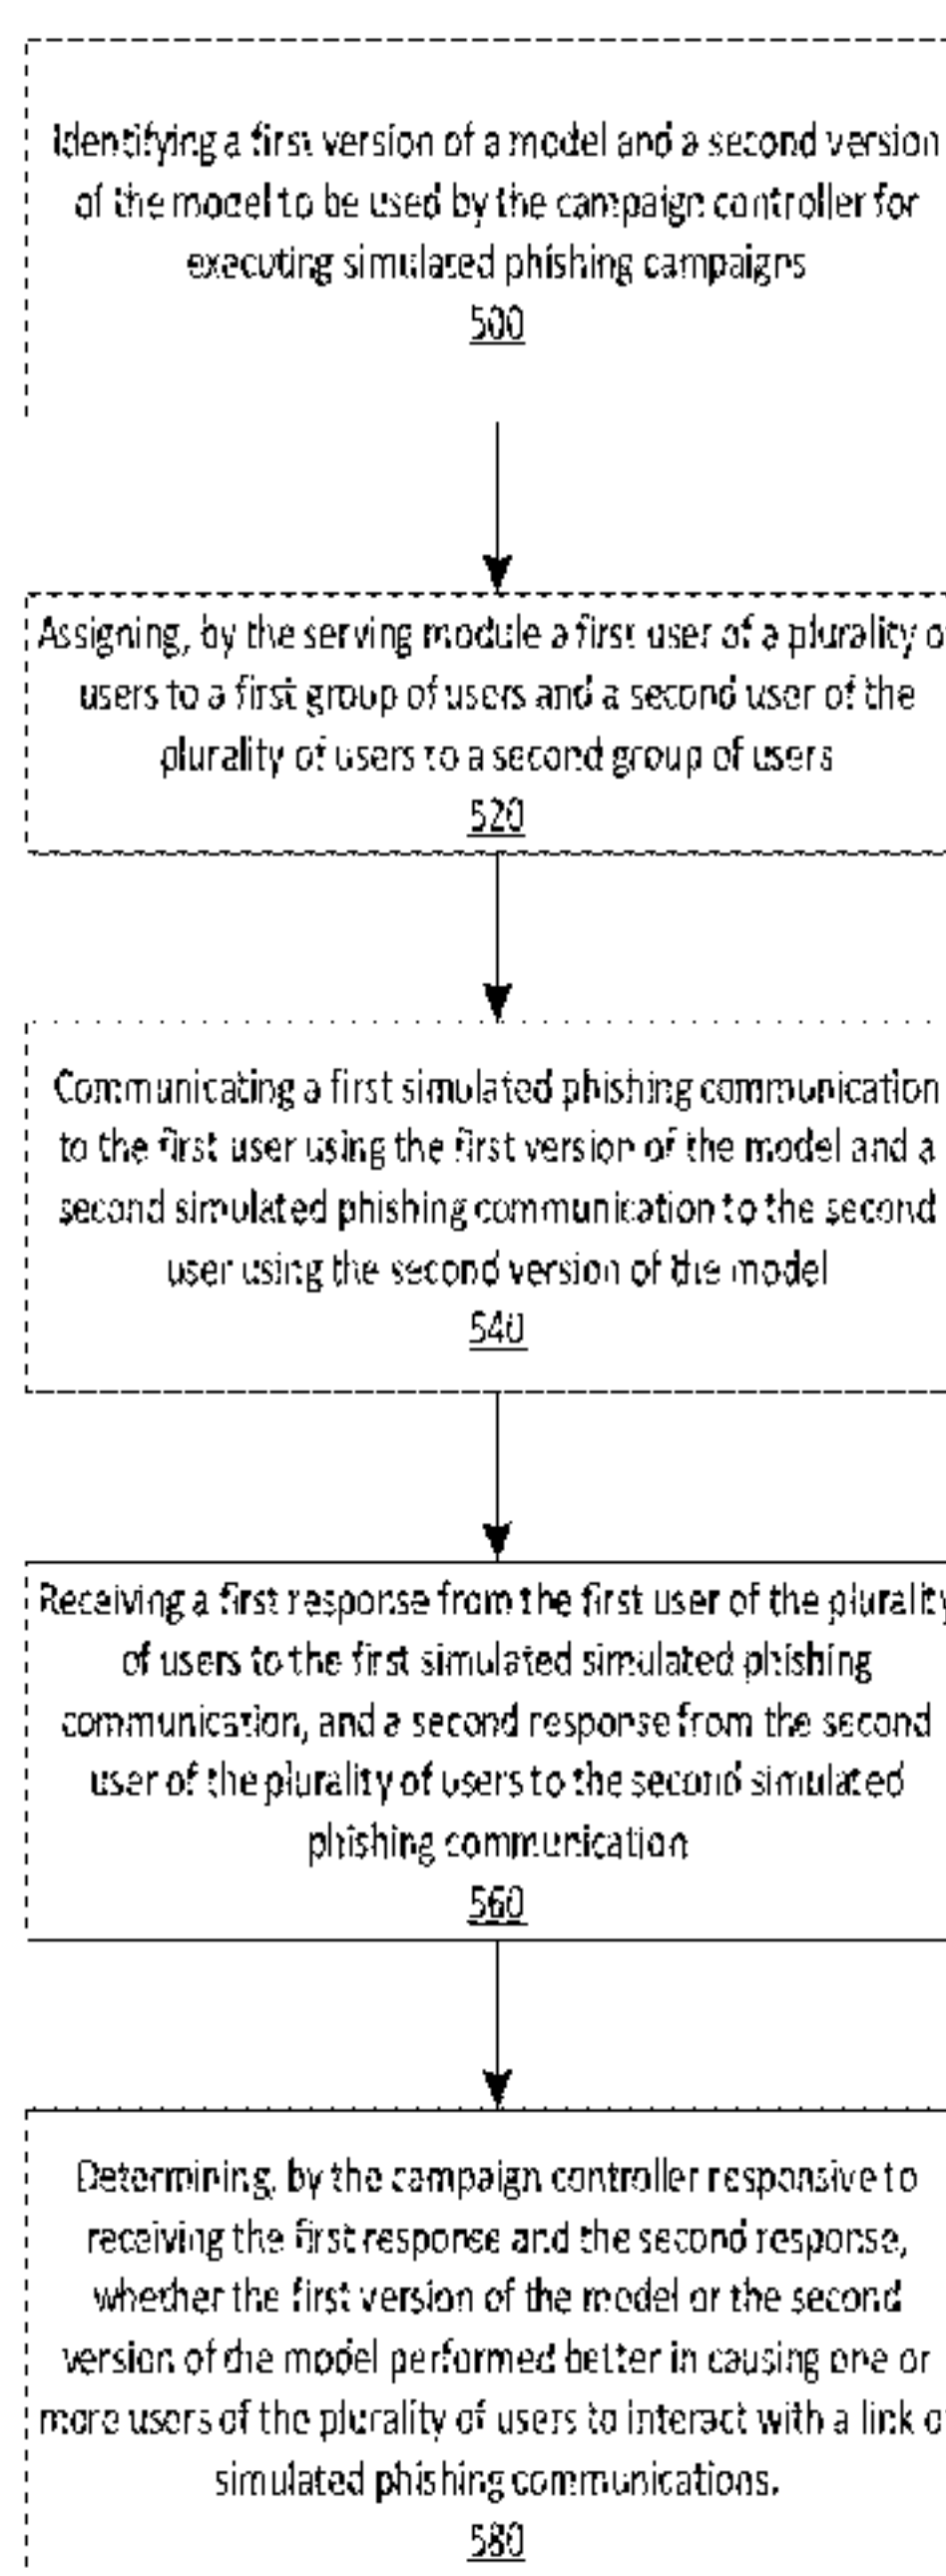 Identifying a first version of a model and a second version
of the model to be used by the campaign controller for
executing simulated phishing campaigns
500
Assigning, by the serving module a first user of a plurality of
users to a first group of users and a second user of the
plurality of users to a second group of users
520
Communicating a first simulated phishing communication
to the first user using the first version of the model and a
second simulated phishing communication to the second
user using the second version of the model
540
Receiving a first response from the first user of the plurality
of users to the first simulated simulated phishing
communication, and a second response from the second
user of the plurality of users to the second simulated
phishing communication
560
Determining, by the campaign controller responsive to
receiving the first response and the second response,
whether the first version of the model or the second
version of the model performed better in causing one or
more users of the plurality of users to interact with a link of
simulated phishing communications.
580